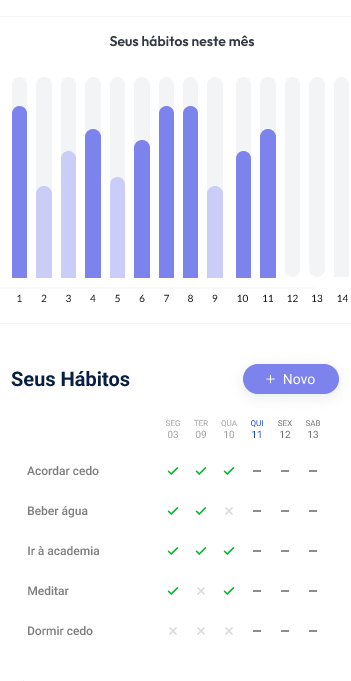 Seus hábitos neste mês
1 2 3 4 5 6 7 8 9 10 11 12 13 14
Seus Hábitos
+ Novo
SEG TER QUA QUI SEX SAB
03 09 10 11 12 13
Acordar cedo
Beber água
Ir à academia
Meditar
Dormir cedo